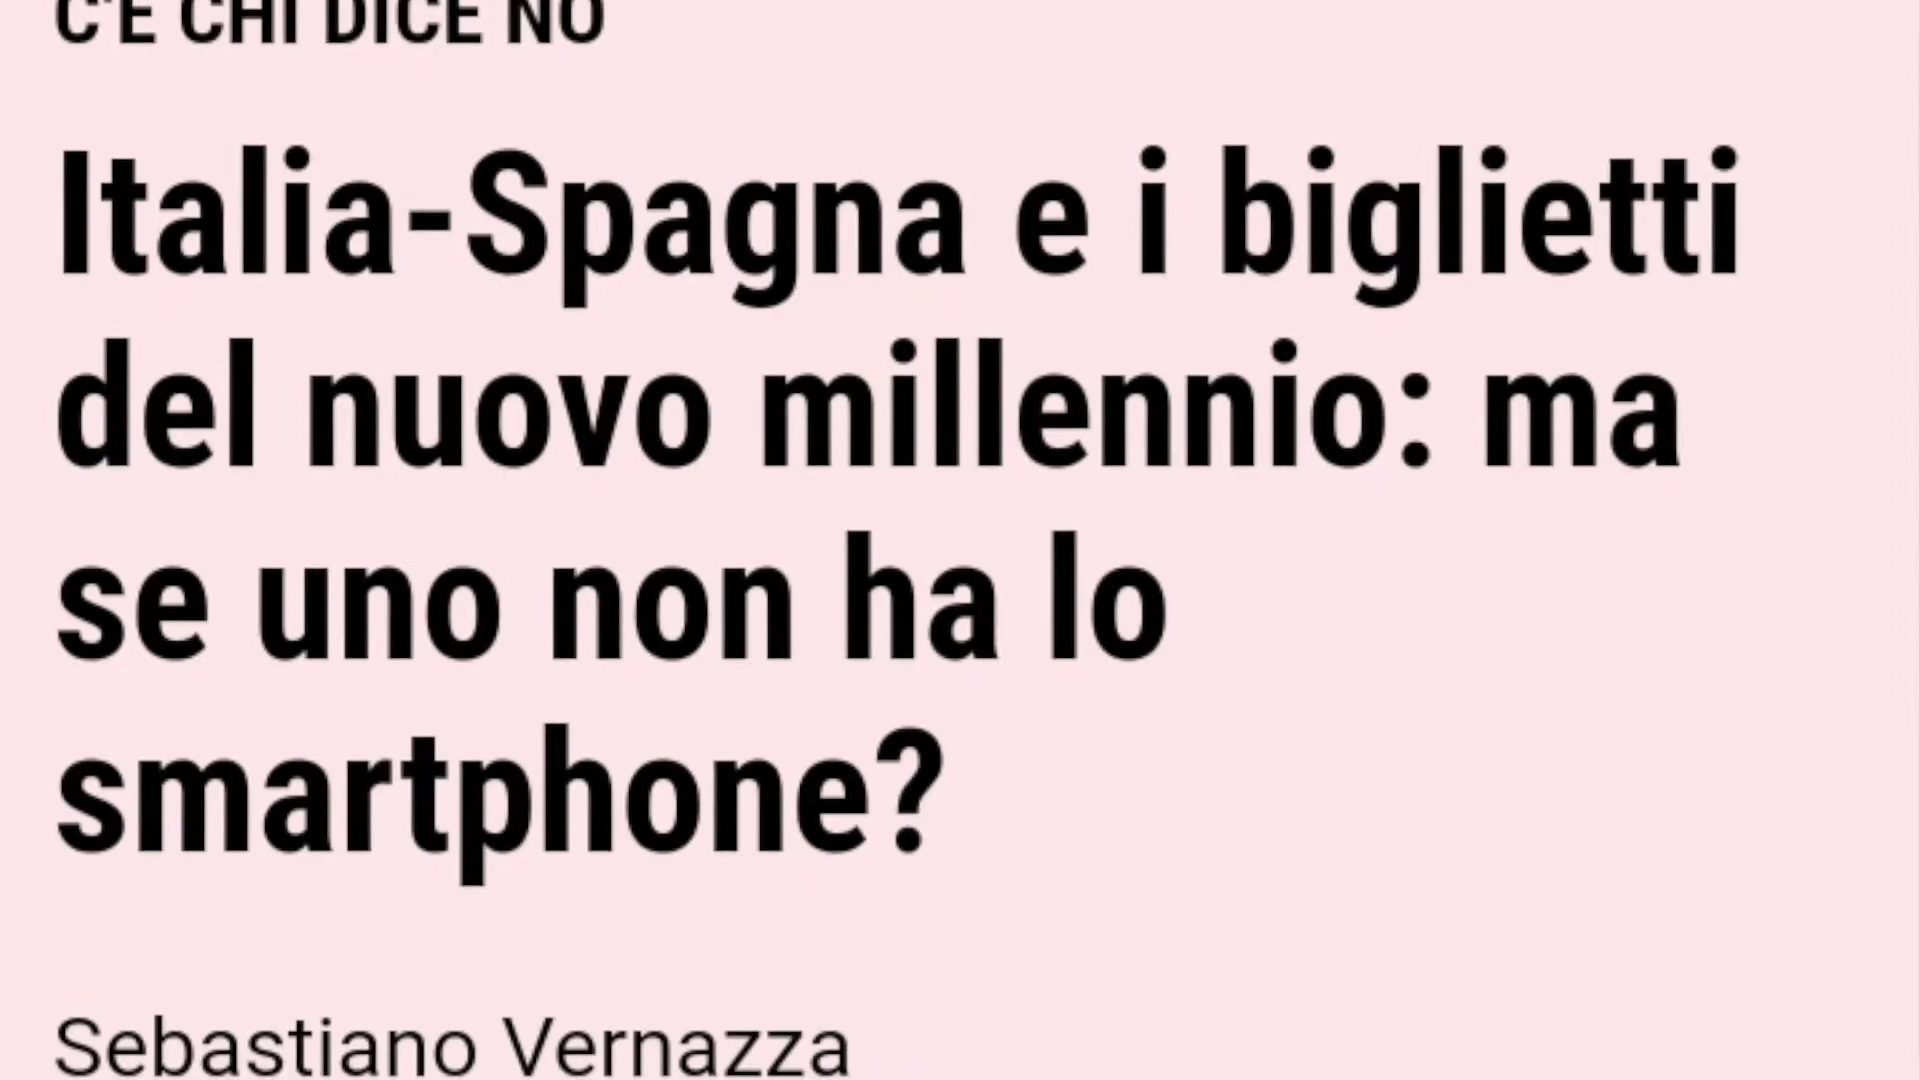 C'È CHI DICE NO
Italia-Spagna e i biglietti
del nuovo millennio: ma
se uno non ha lo
smartphone?
Sebastiano Vernazza